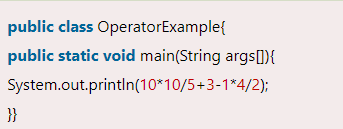 public class OperatorExample{
public static void main(String args[]){
System.out.println(10*10/5+3-1*4/2);
}}